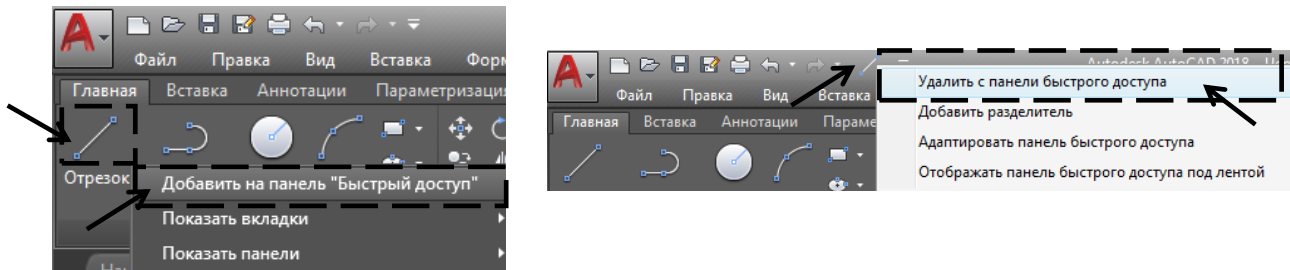 Файл Правка Вид Вставка Форм
Главная Вставка Аннотации Параметризация
Отрезок
Добавить на панель "Быстрый доступ"
Показать вкладки
Показать панели
Autodesk AutoCAD 2018
Файл Правка Вид Вставка
Главная Вставка Аннотации Параме
Удалить с панели быстрого доступа
Добавить разделитель
Адаптировать панель быстрого доступа
Отображать панель быстрого доступа под лентой